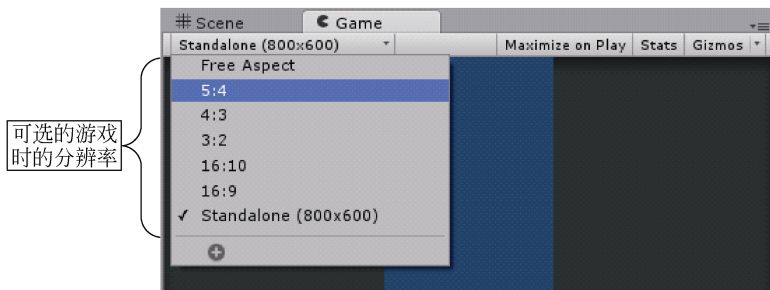 Scene
Game
Standalone (800x600)
Maximize on Play
Stats
Gizmos
Free Aspect
5:4
4:3
3:2
16:10
16:9
Standalone (800x600)
可选的游戏
时的分辨率